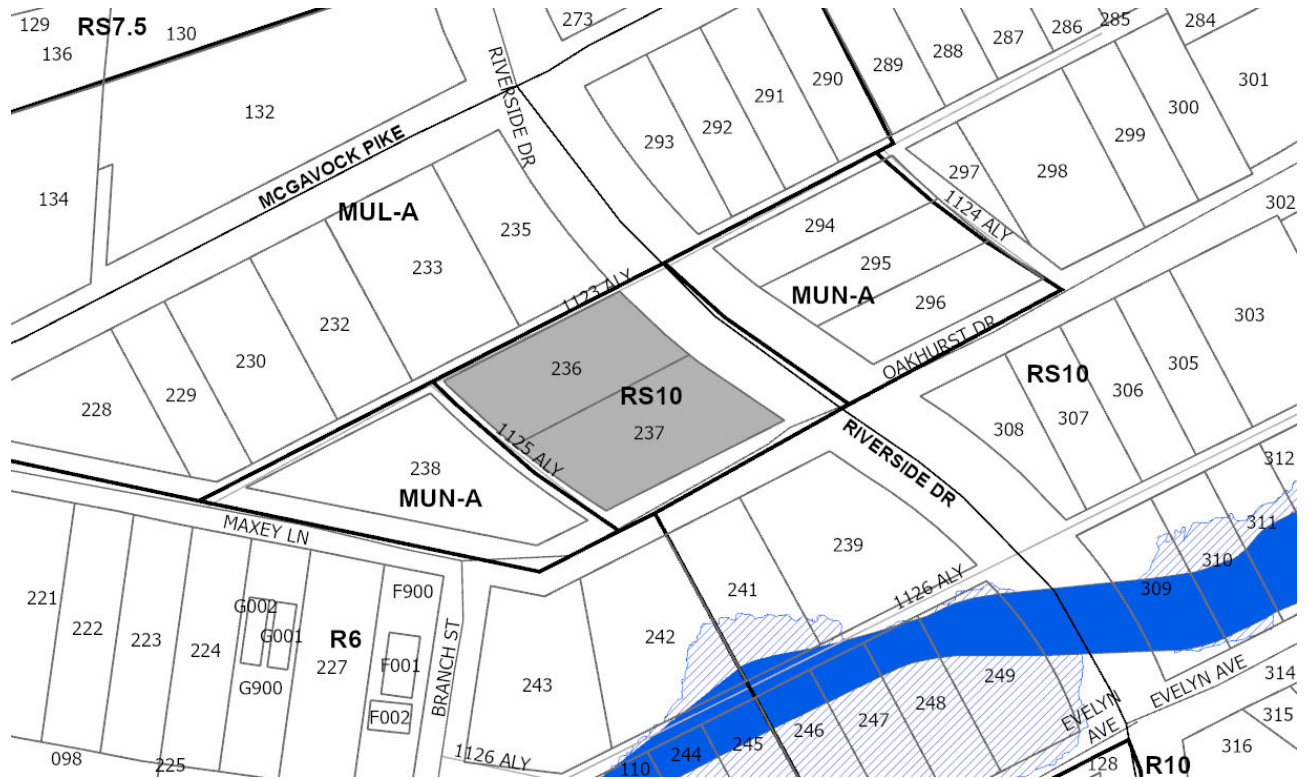 129
RS7.5
130
273
285
284
136
286
287
288
289
290
301
RIVERSIDE DR
132
291
292
293
300
299
298
297
MCGAVOCK PIKE
134
302
1124 ALY
MUL-A
235
294
233
295
1123 ALY
MUN-A
296
303
232
230
OAKHURST DR
236
RS10
RS10
305
306
307
229
228
308
237
1125 ALY
RIVERSIDE DR
238
MUN-A
312
239
311
MAXEY LN
310
1126 ALY
309
F900
241
221
G002
222
G001
242
223
R6
224
F001
227
G900
BRANCH ST
249
243
248
EVELYN AVE
314
247
EVELYN AVE
F002
246
245
315
316
098
225
1126 ALY
244
110
128
R10